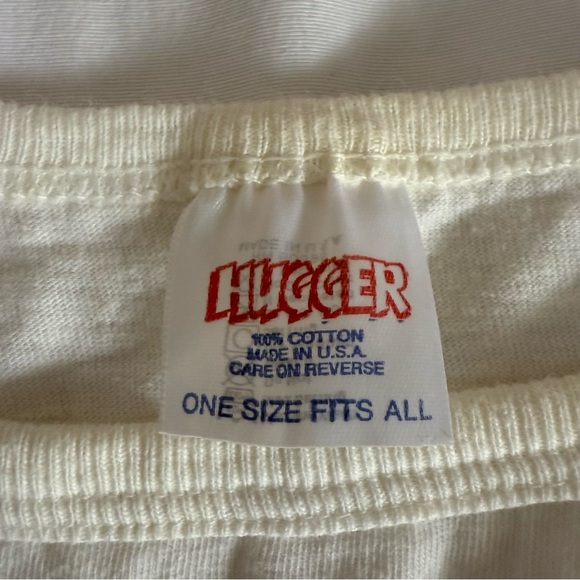 HUGGER
100% COTTON
MADE IN U.S.A.
CARE ON REVERSE
ONE SIZE FITS ALL